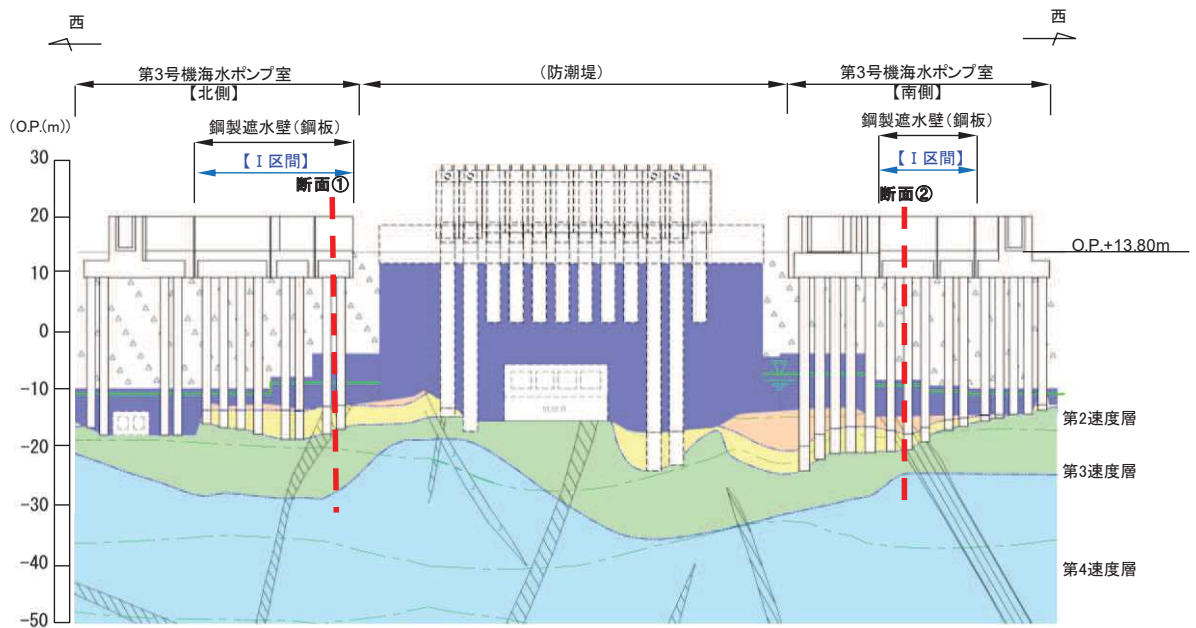 西
西
第3号機海水ポンプ室
【北側】
(防潮堤)
第3号機海水ポンプ室
【南側】
(O.P.(m))
鋼製遮水壁(鋼板)
【Ⅰ区間】
断面①
鋼製遮水壁(鋼板)
【Ⅰ区間】
断面②
30
20
10
0
-10
-20
-30
-40
-50
O.P.+13.80m
第2速度層
第3速度層
第4速度層